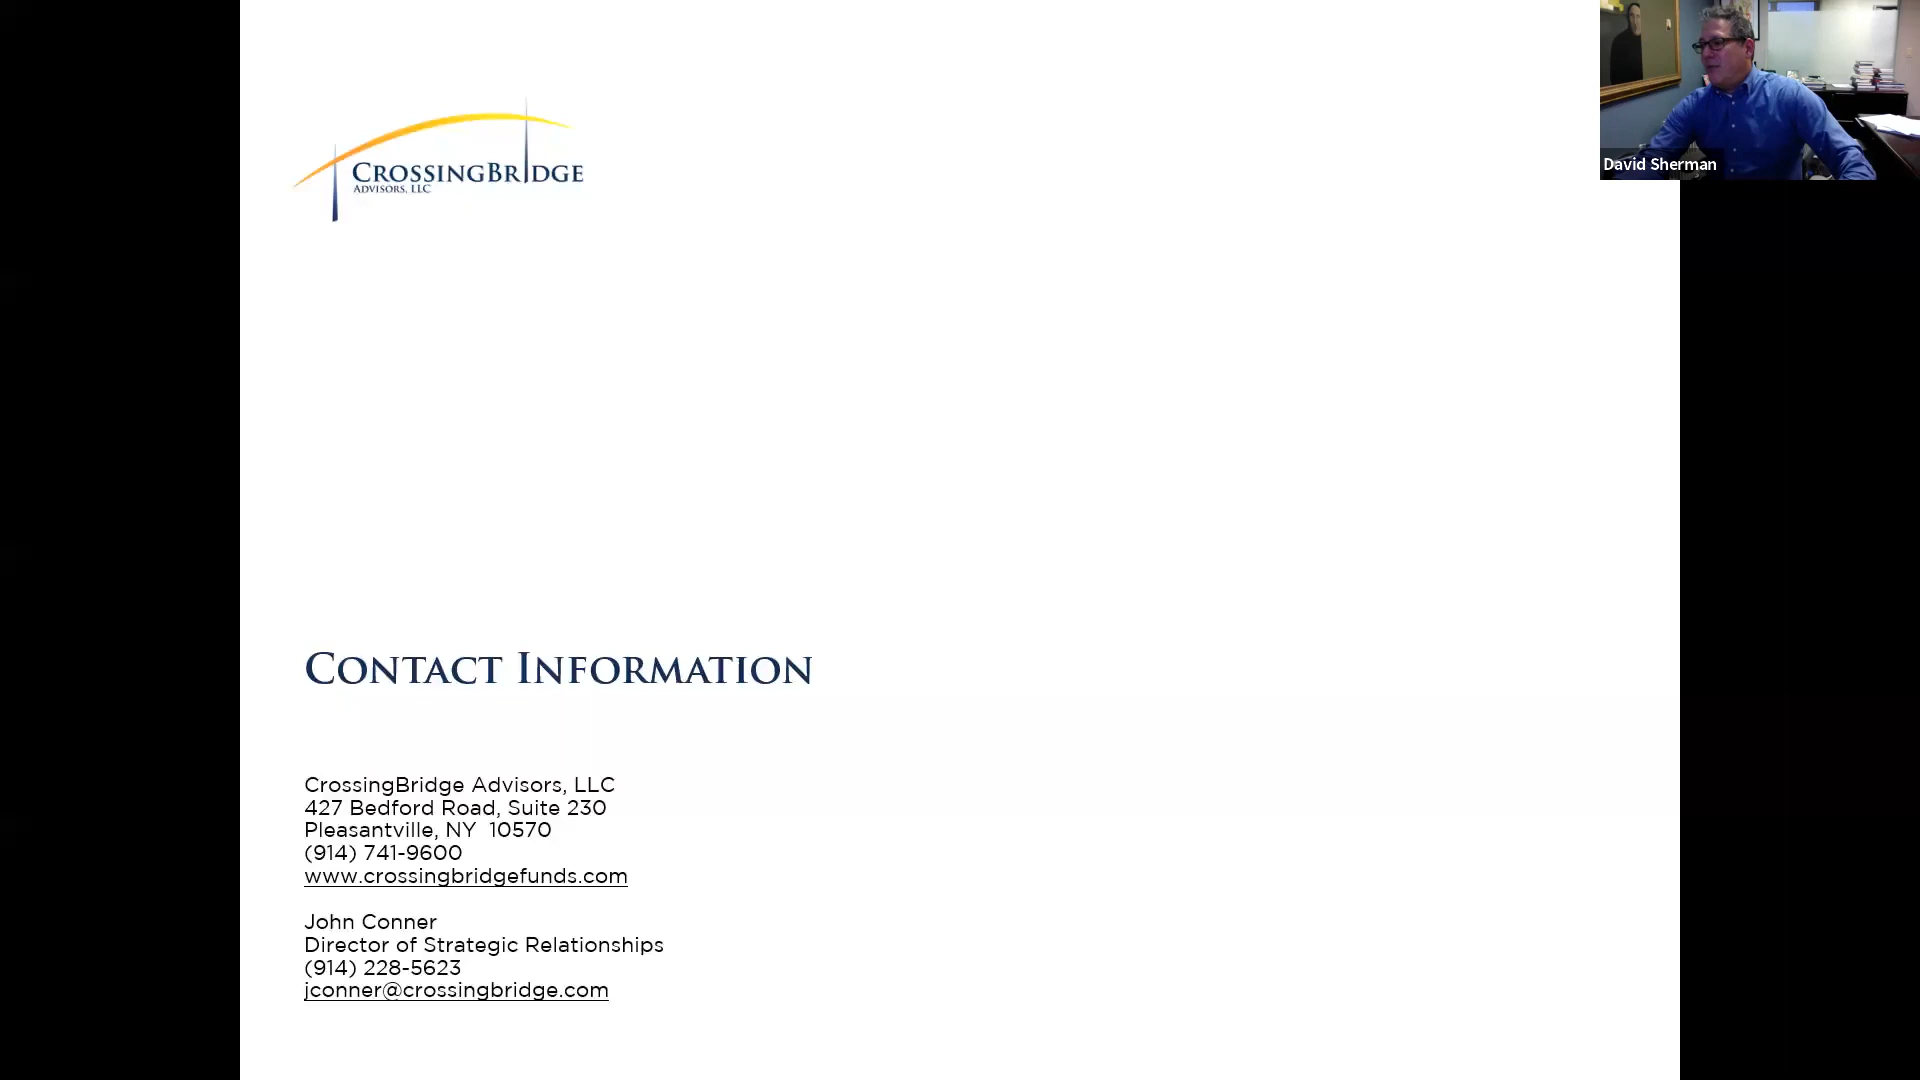 CROSSINGBRIDGE
ADVISORS, LLC
David Sherman
CONTACT INFORMATION
CrossingBridge Advisors, LLC
427 Bedford Road, Suite 230
Pleasantville, NY  10570
(914) 741-9600
www.crossingbridgefunds.com
John Conner
Director of Strategic Relationships
(914) 228-5623
jconner@crossingbridge.com